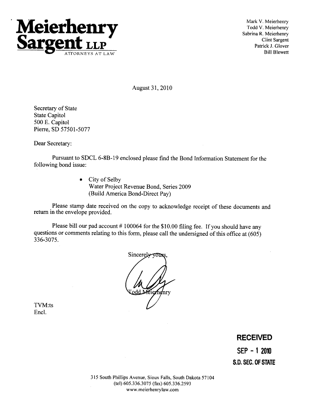 Meierhenry
Sargent LLP
ATTORNEYS AT LAW
Mark V. Meierhenry
Todd V. Meierhenry
Sabrina R. Meierhenry
Clint Sargent
Patrick J. Glover
Bill Blewett
August 31, 2010
Secretary of State
State Capitol
500 E. Capitol
Pierre, SD 57501-5077
Dear Secretary:
Pursuant to SDCL 6-8B-19 enclosed please find the Bond Information Statement for the
following bond issue:
• City of Selby
Water Project Revenue Bond, Series 2009
(Build America Bond-Direct Pay)
Please stamp date received on the copy to acknowledge receipt of these documents and
return in the envelope provided.
Please bill our pad account # 100064 for the $10.00 filing fee. If you should have any
questions or comments relating to this form, please call the undersigned of this office at (605)
336-3075.
Sincerely yours,
Todd Meierhenry
TVM:ts
Encl.
RECEIVED
SEP - 1 2010
S.D. SEC. OF STATE
315 South Phillips Avenue, Sioux Falls, South Dakota 57104
(tel) 605.336.3075 (fax) 605.336.2593
www.meierhenrylaw.com